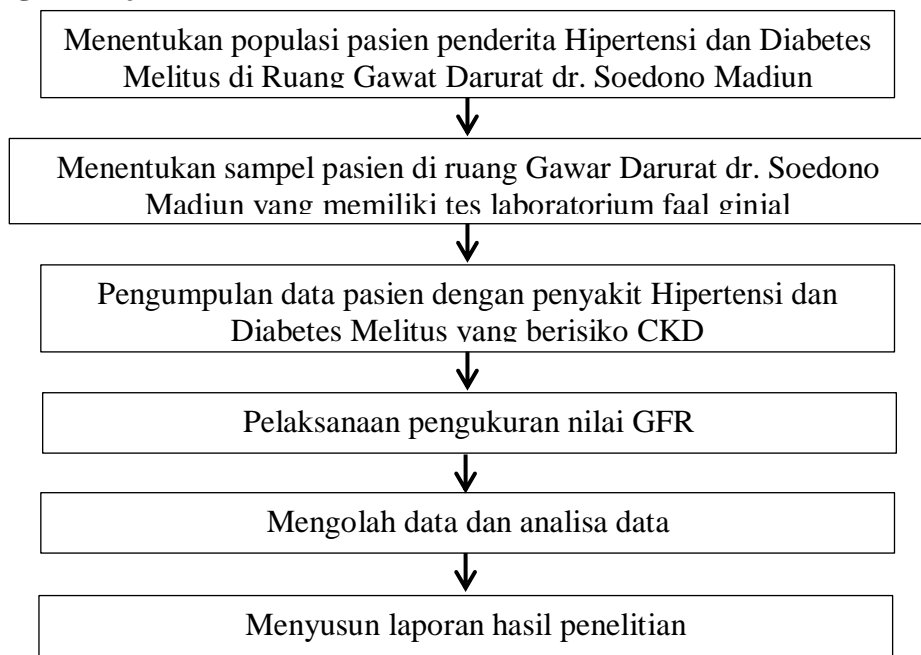 Menentukan populasi pasien penderita Hipertensi dan Diabetes
Melitus di Ruang Gawat Darurat dr. Soedono Madiun
Menentukan sampel pasien di ruang Gawar Darurat dr. Soedono
Madiun yang memiliki tes laboratorium faal ginjal
Pengumpulan data pasien dengan penyakit Hipertensi dan
Diabetes Melitus yang berisiko CKD
Pelaksanaan pengukuran nilai GFR
Mengolah data dan analisa data
Menyusun laporan hasil penelitian